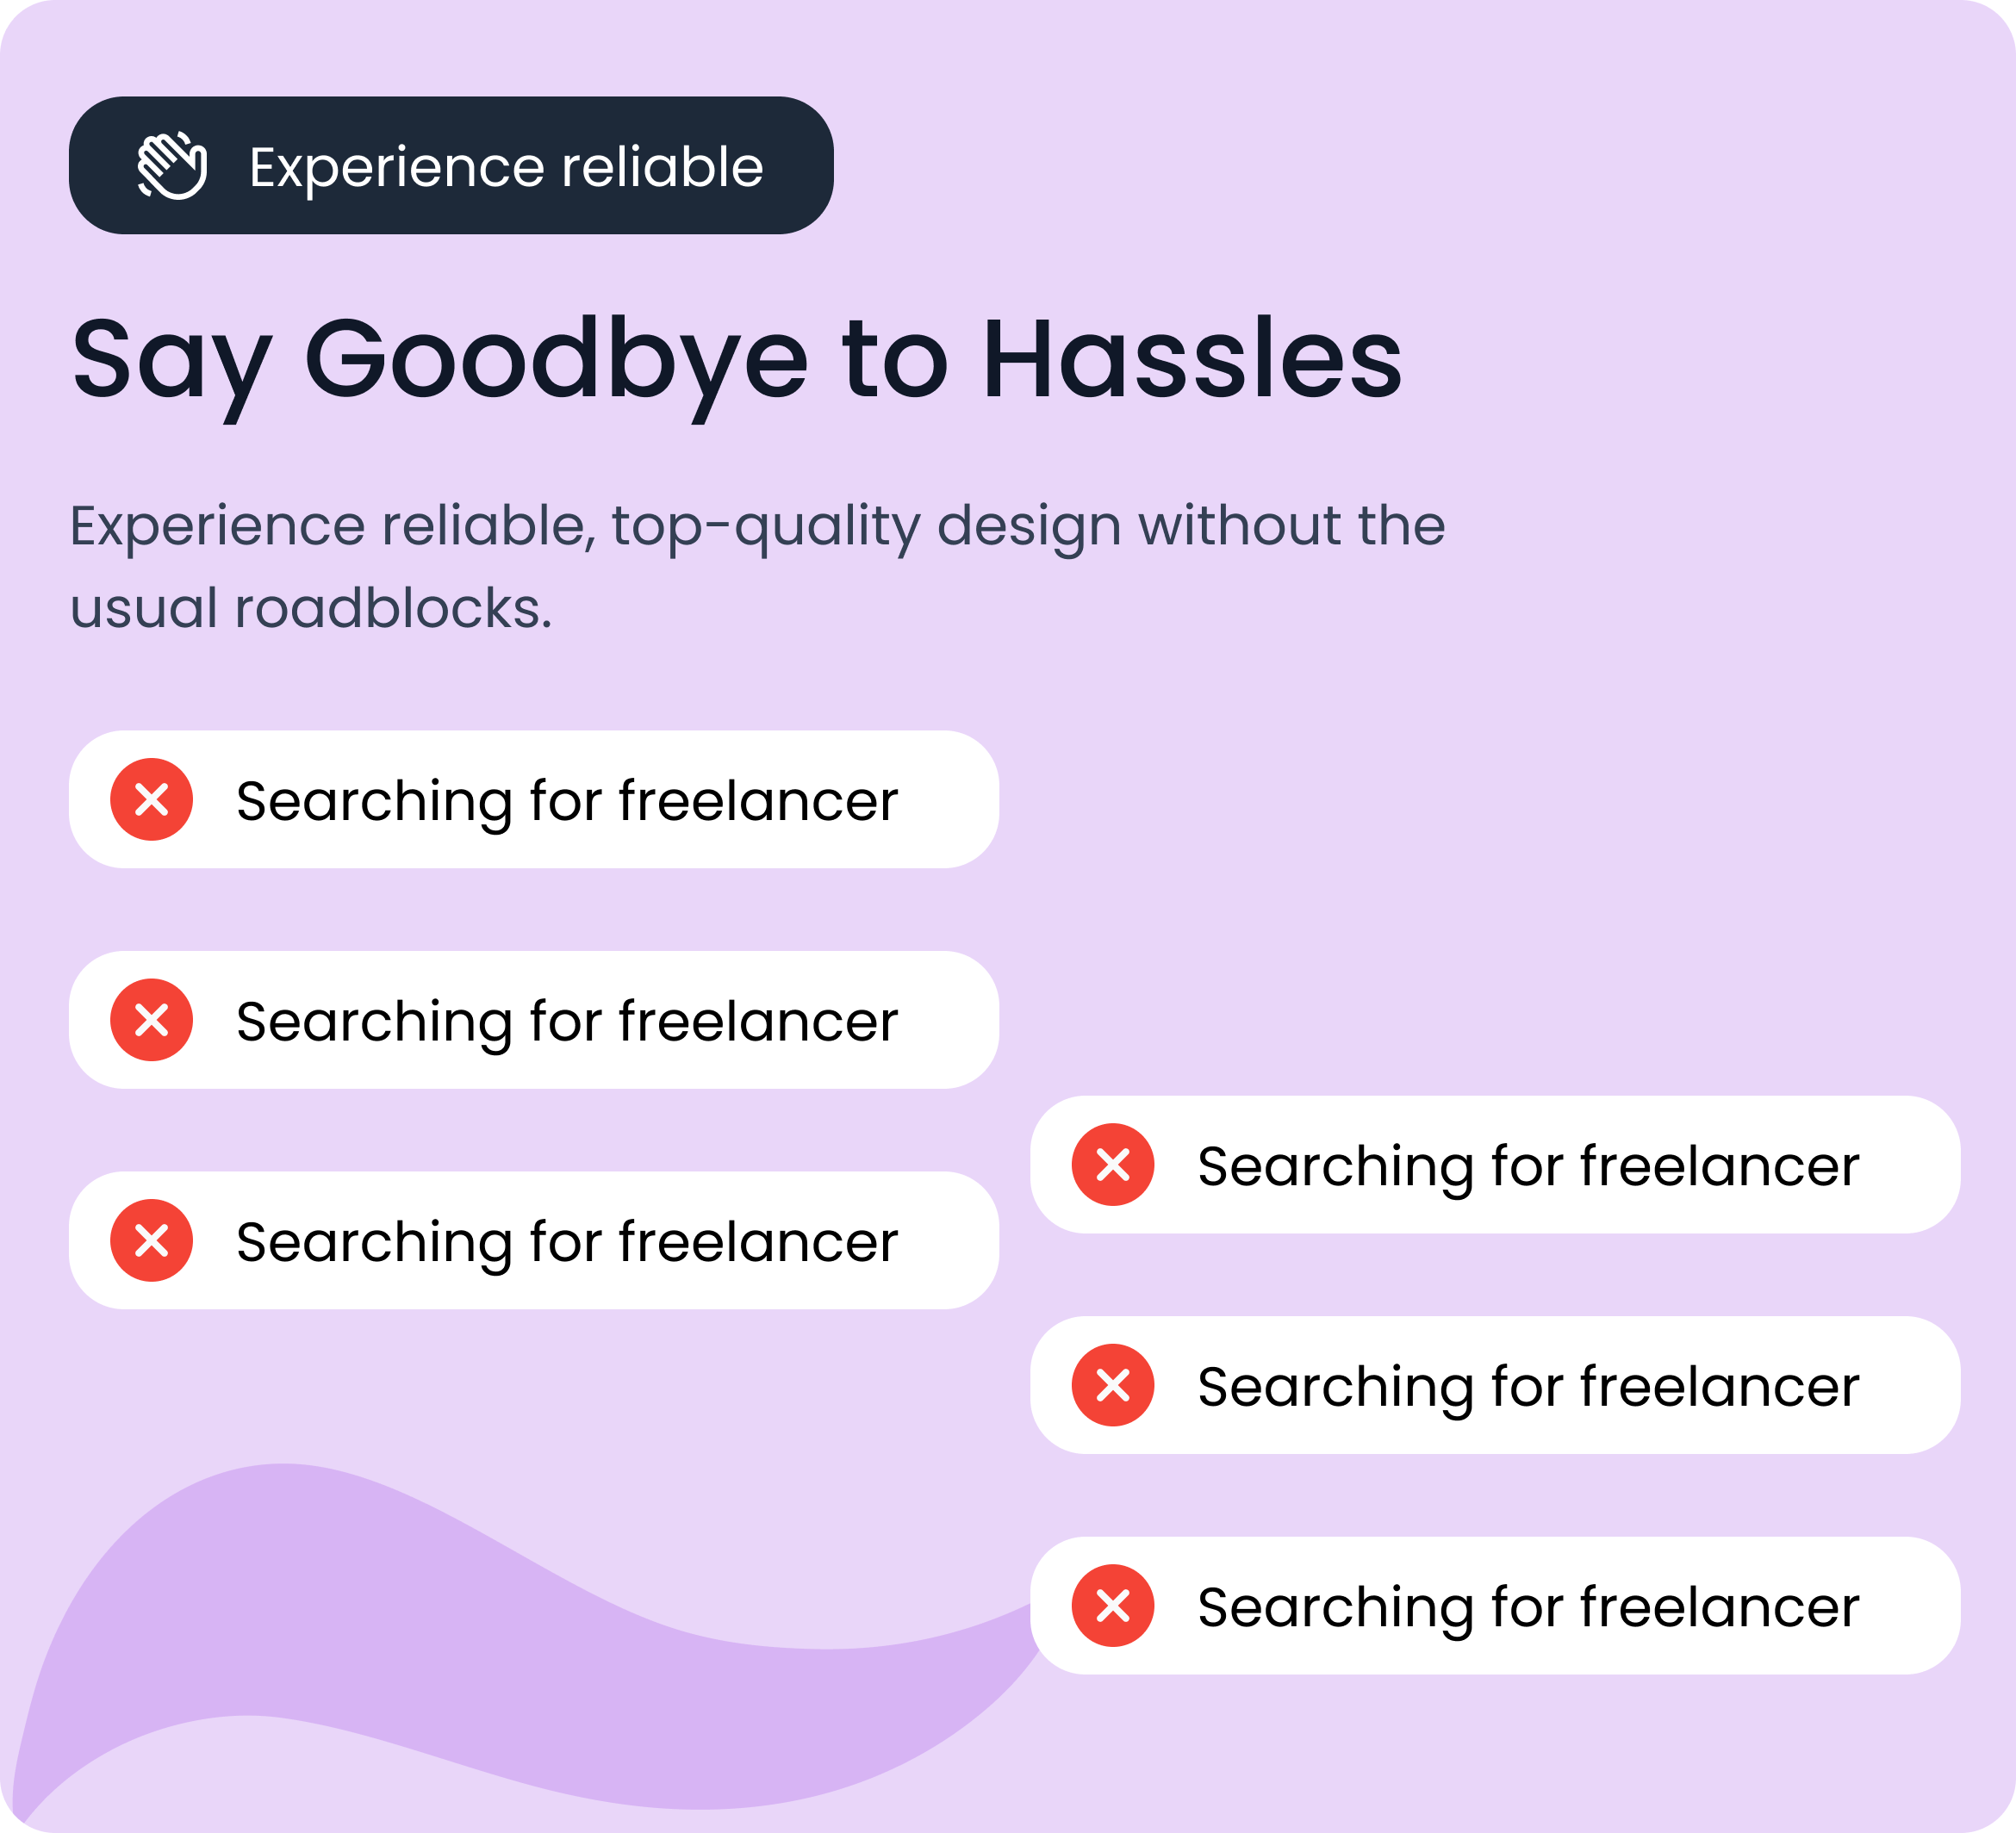 Experience reliable
Say Goodbye to Hassles
Experience reliable, top-quality design without the
usual roadblocks.
Searching for freelancer
Searching for freelancer
Searching for freelancer
Searching for freelancer
Searching for freelancer
Searching for freelancer